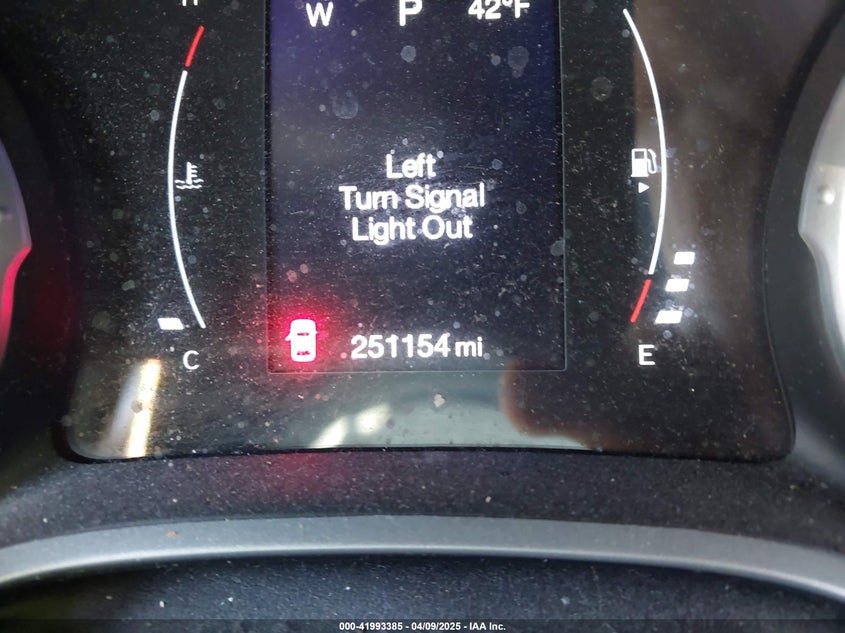 W P 42°F
Left
Turn Signal
Light Out
251154 mi
C E
000-41993385 - 04/09/2025 - IAA Inc.